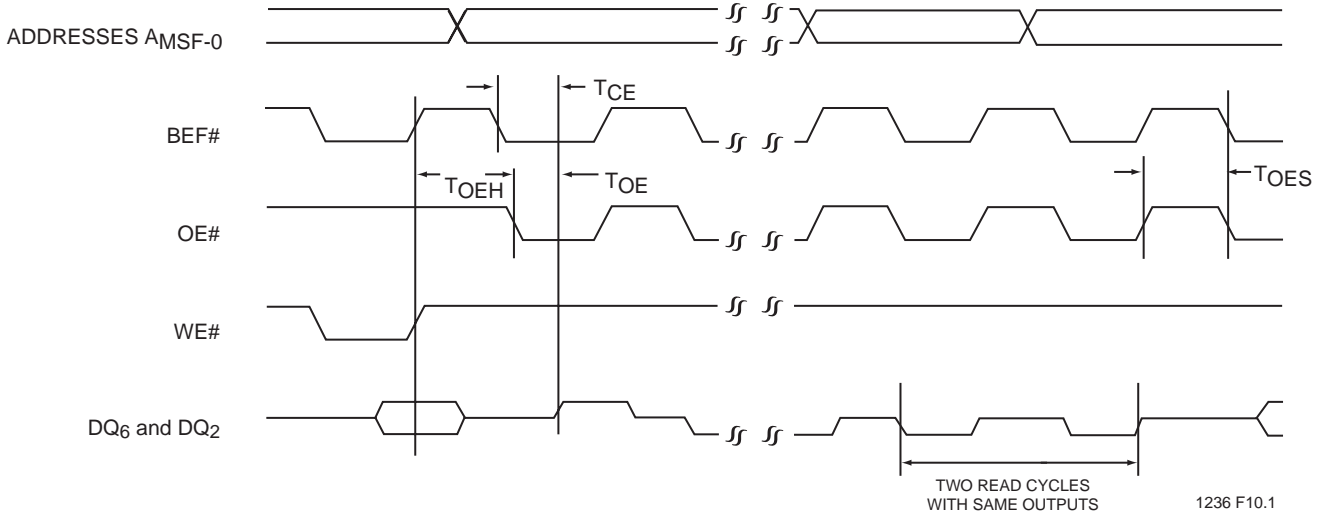 ADDRESSES AMSF-0
TCE
BEF#
TOEH
TOE
TOES
OE#
WE#
DQ6 and DQ2
TWO READ CYCLES
WITH SAME OUTPUTS
1236 F10.1